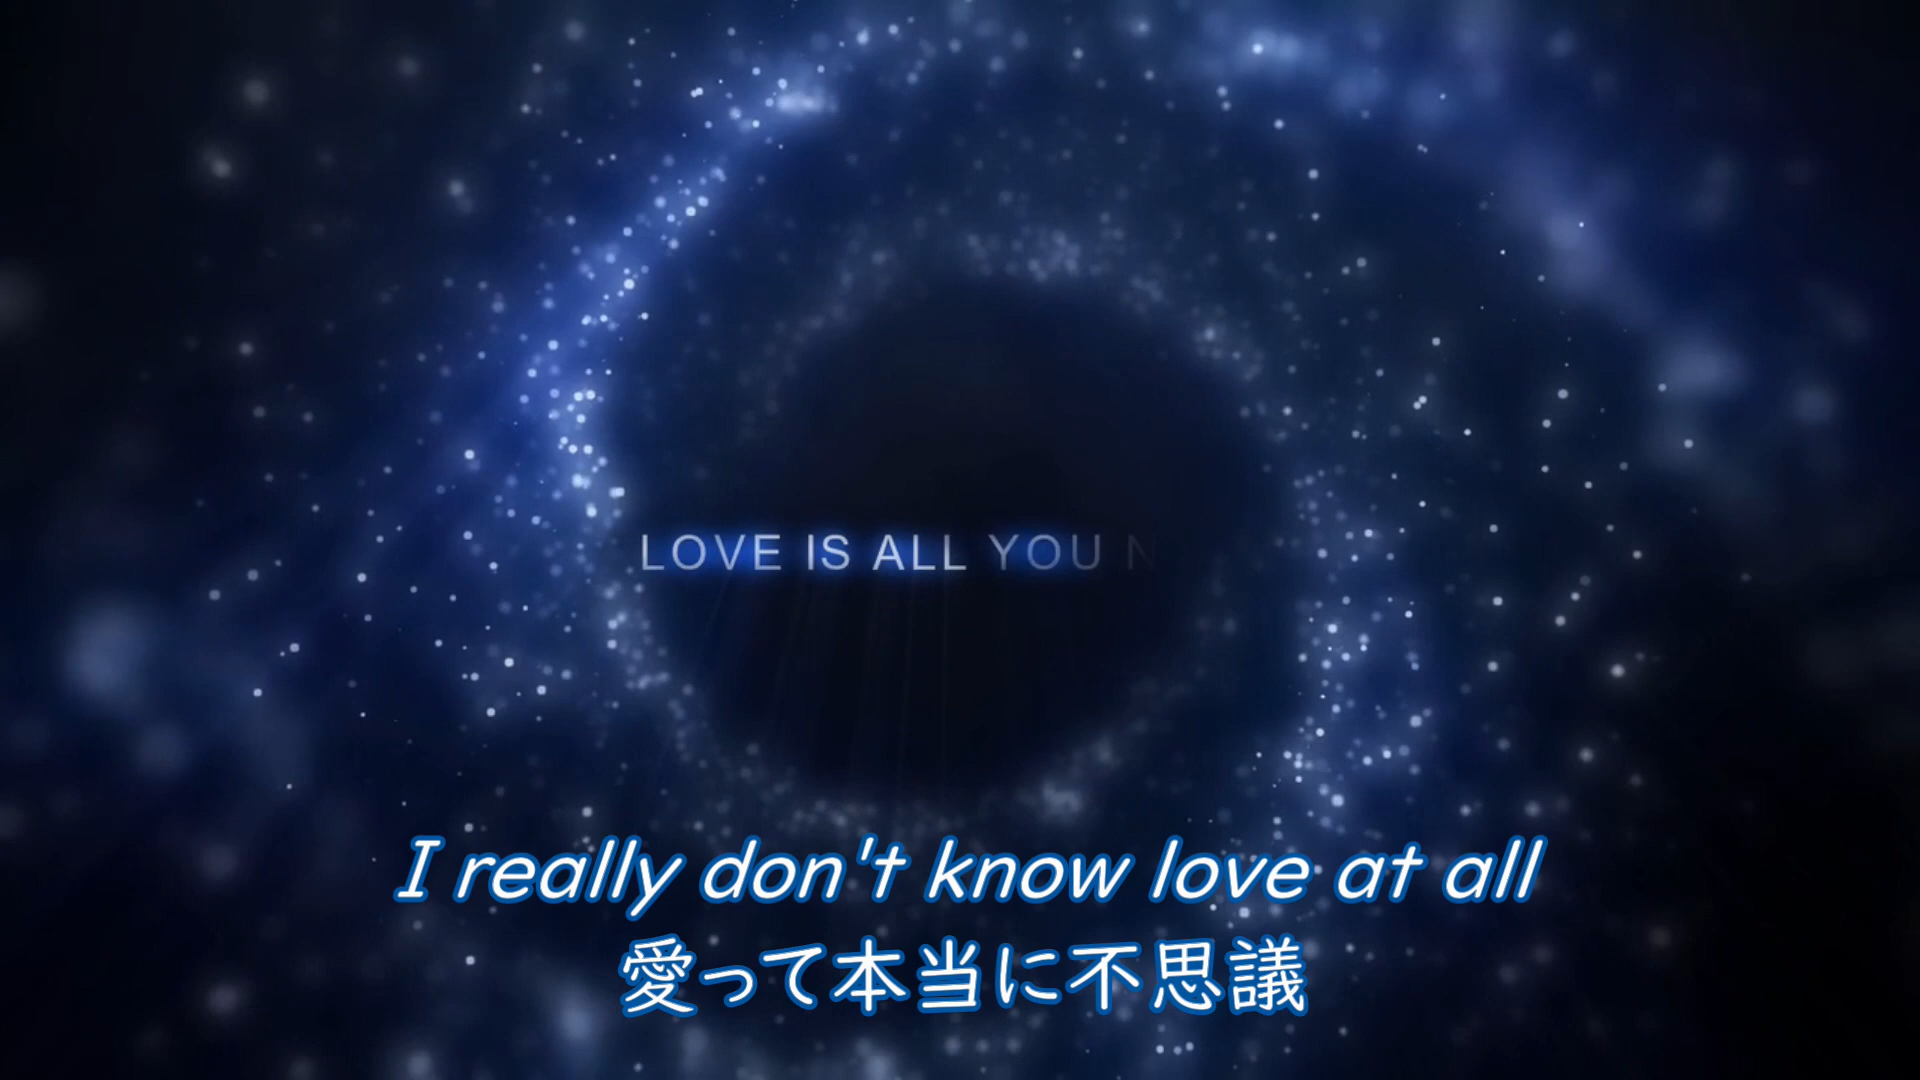 LOVE IS ALL YOU N
I really don't know love at all
愛って本当に不思議